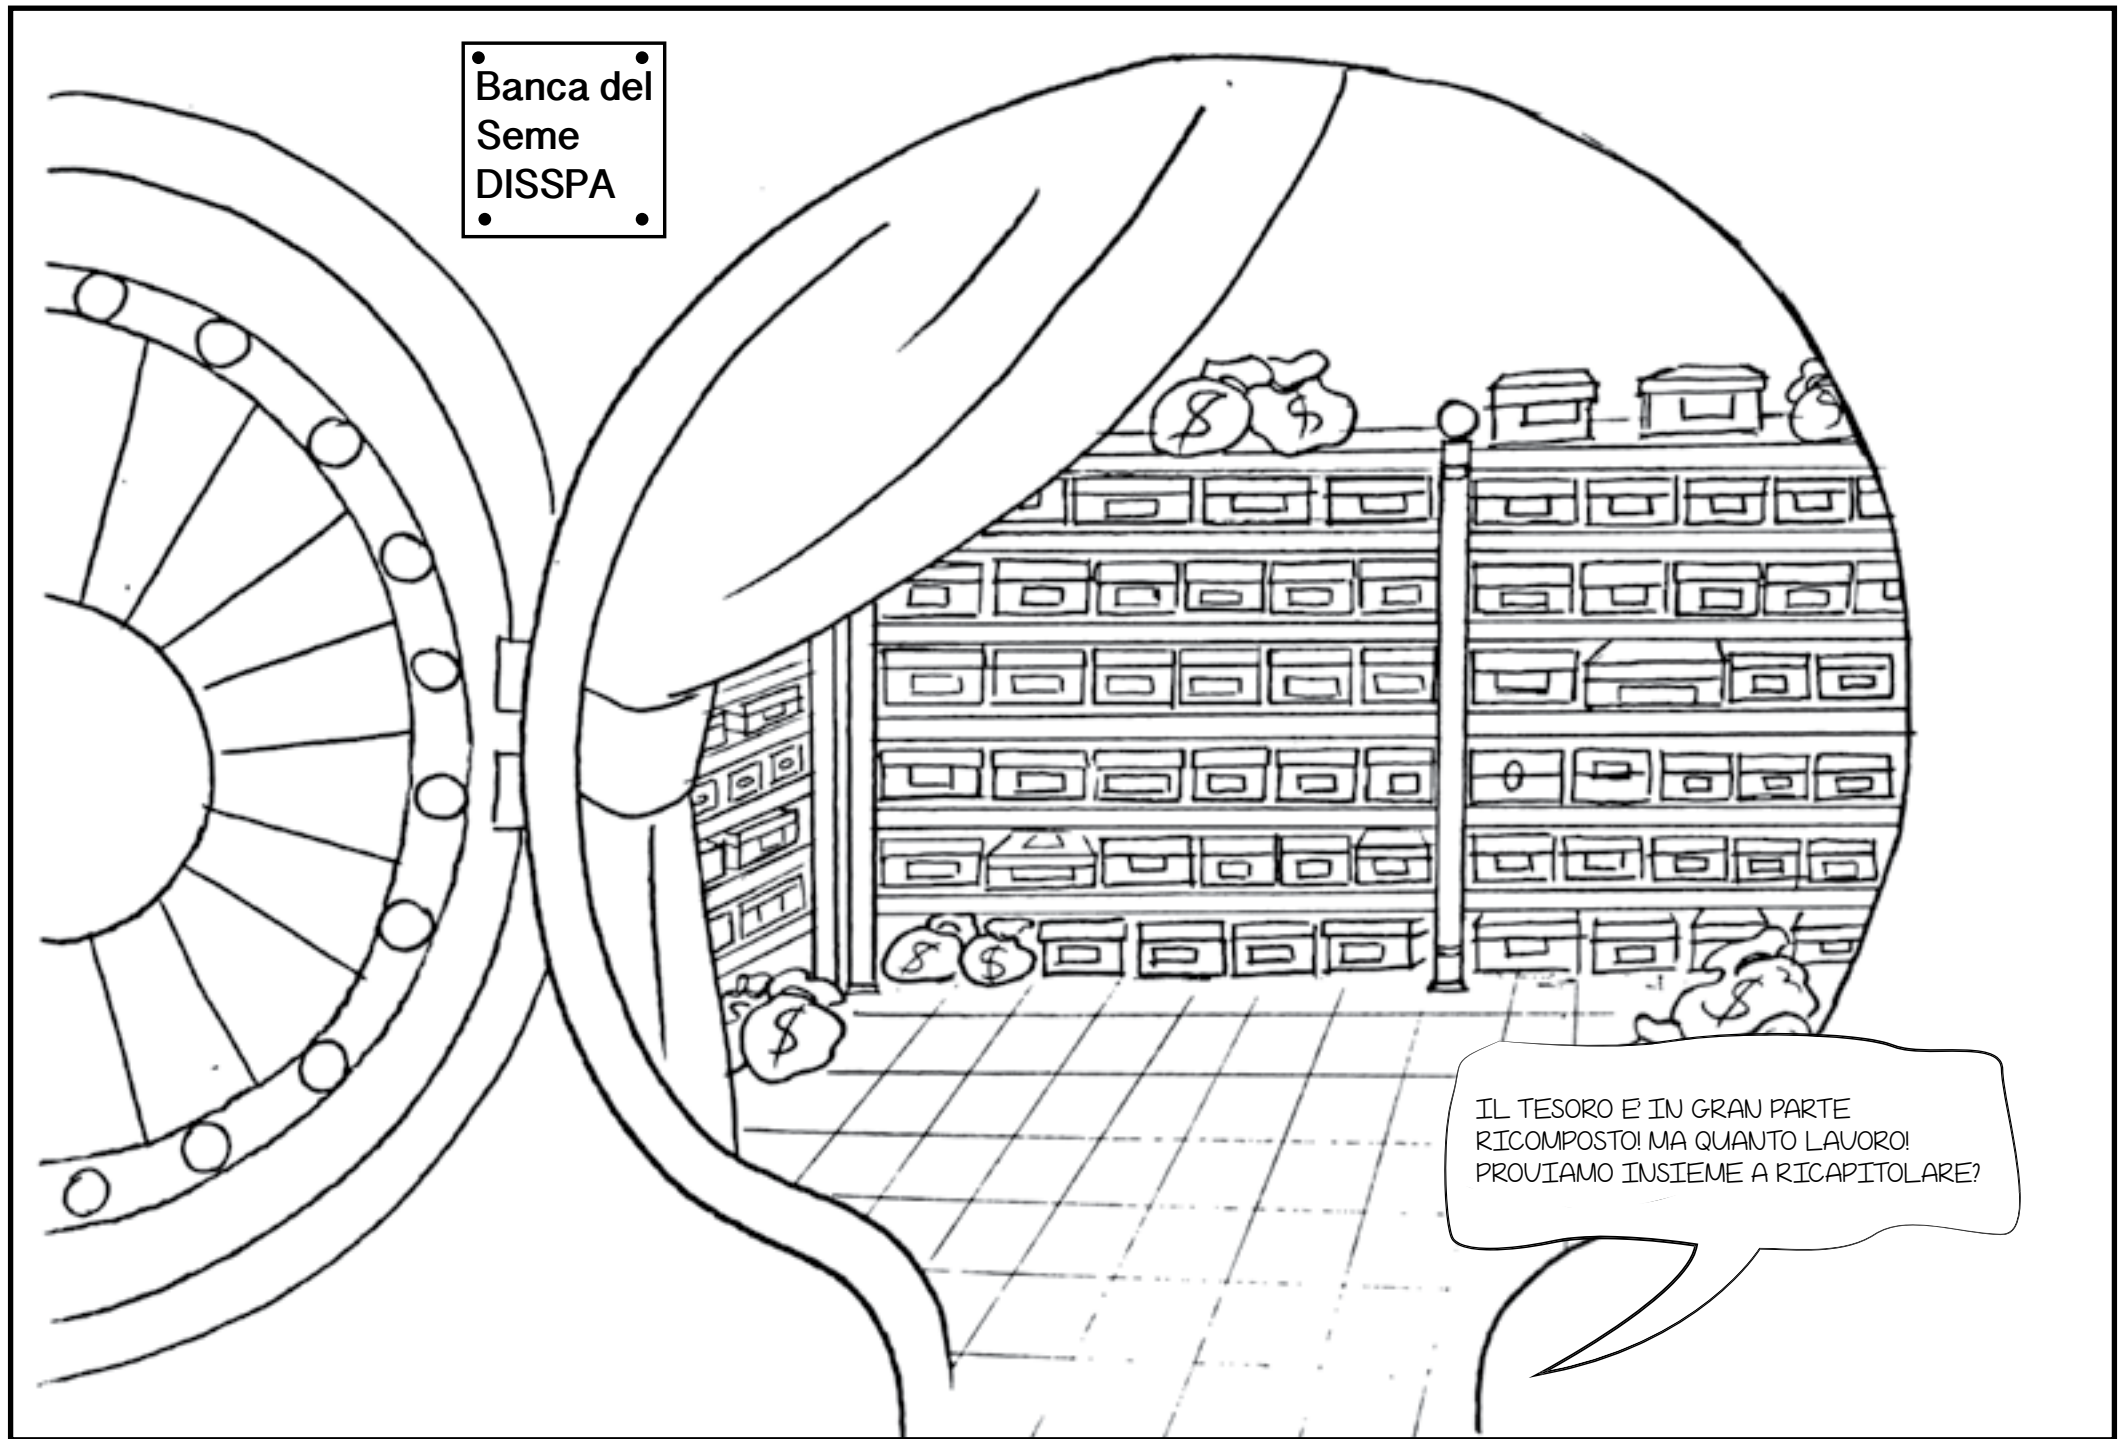 Banca del
Seme
DISSPA
$
$
$
$
$
$
$
IL TESORO E' IN GRAN PARTE
RICOMPOSTO! MA QUANTO LAVORO!
PROVIAMO INSIEME A RICAPITOLARE?